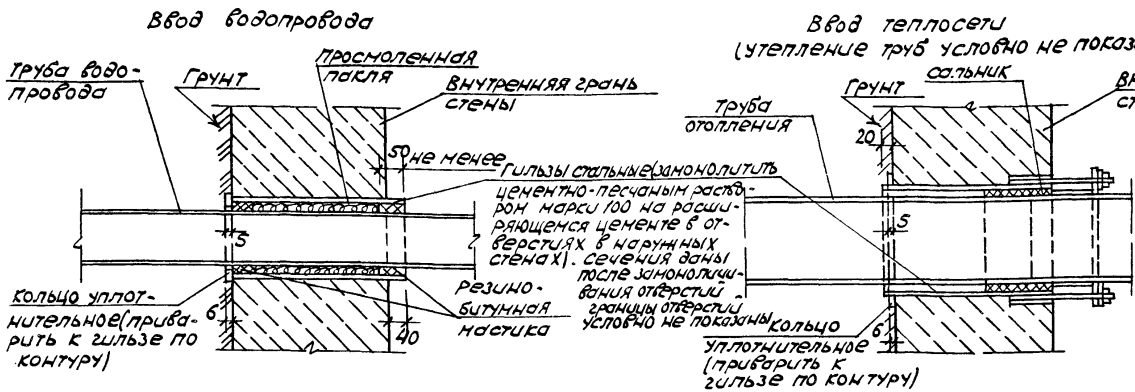 Ввод водопровода
Труба водо-
провода
Грунт
Просмоленная
пакля
Внутренняя грань
стены
50 не менее
5
6
40
Кольцо уплот-
нительное (прива-
рить к гильзе по
контуру)
Резино-
битумная
мастика
Гильзы стальные (замонолитить
цементно-песчаным раство-
ром марки 100 на расши-
ряющемся цементе в от-
верстиях в наружных
стенах). Сечения даны
после замоноличи-
вания отверстий
границы отверстий
условно не показаны
Ввод теплосети
(утепление труб условно не показ
Труба
отопления
Грунт
сальник
Вн
ст
20
5
6
Кольцо
уплотнительное
(приварить к
гильзе по контуру)